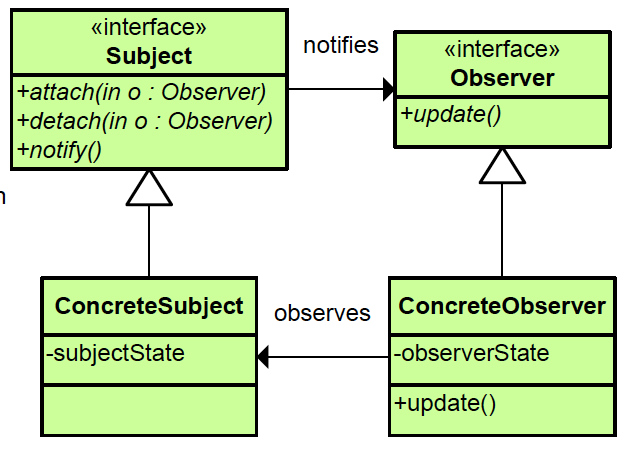 «interface»
Subject
+attach(in o : Observer)
+detach(in o : Observer)
+notify()
notifies
«interface»
Observer
+update()
n
ConcreteSubject
-subjectState
observes
ConcreteObserver
-observerState
+update()